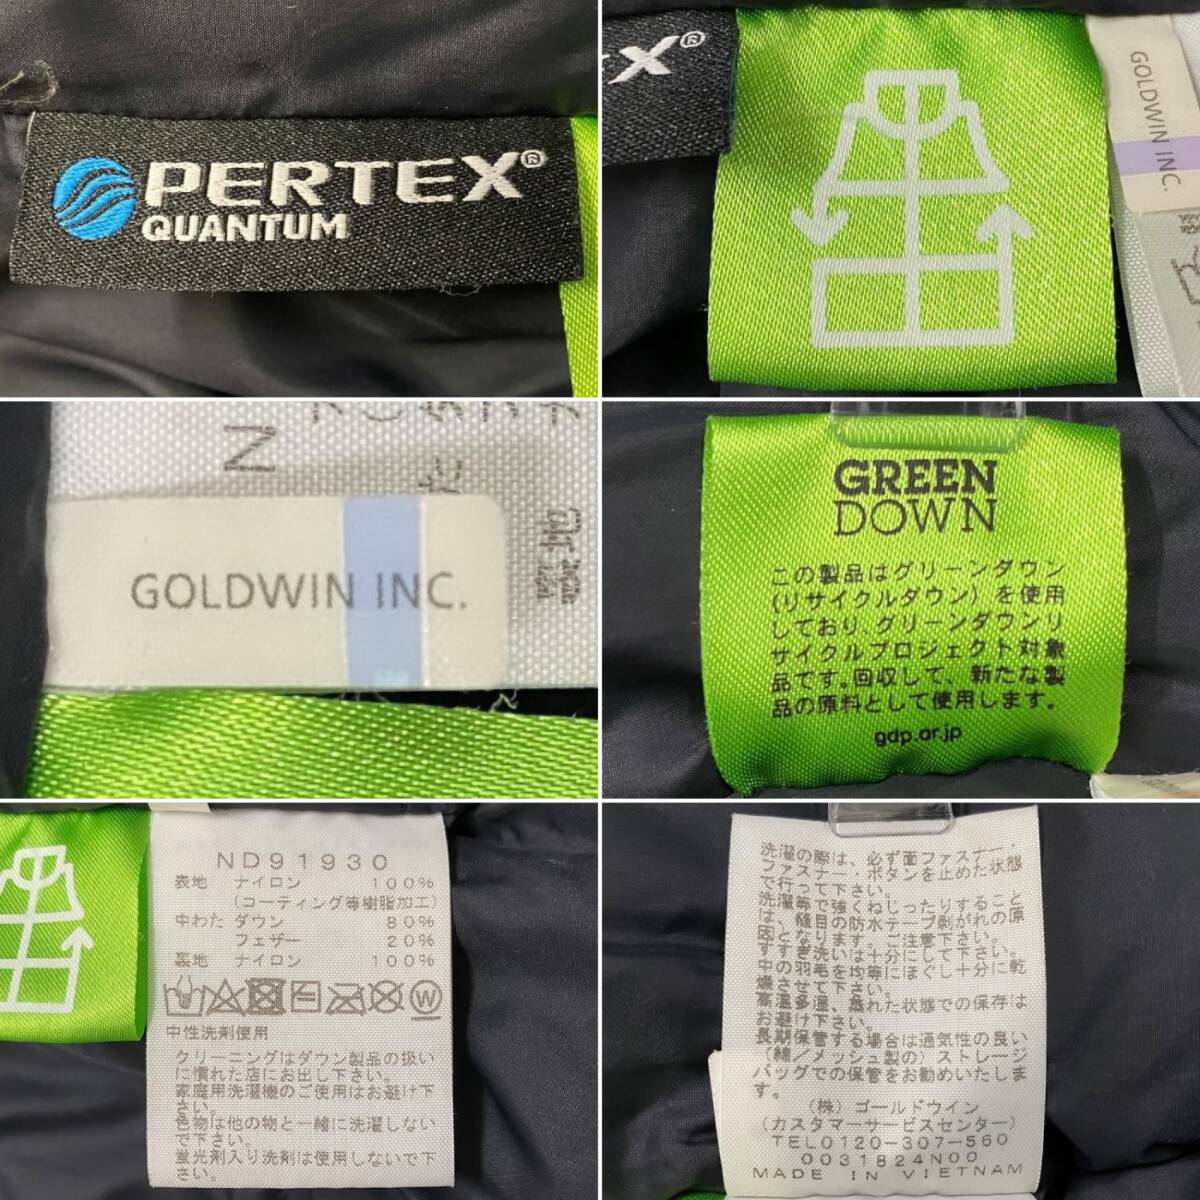 PERTEX®
QUANTUM
X®
GOLDWIN INC.
GOLDWIN INC.
GREEN
DOWN
この製品はグリーンダウン
(リサイクルダウン)を使用
しており、グリーンダウンリ
サイクルプロジェクト対象
品です。回収して、新たな製
品の原料として使用します。
gdp.or.jp
ND91930
表地 ナイロン 100%
(コーティング等樹脂加工)
中わた ダウン 80%
フェザー 20%
裏地 ナイロン 100%
W
中性洗剤使用
クリーニングはダウン製品の扱い
に慣れた店にお出し下さい。
家庭用洗濯機のご使用はお避け下
さい。
色物は他の物と一緒に洗濯しない
で下さい。
蛍光剤入り洗剤は使用しないで下
さい。
洗濯の際は、必ず面ファスナー・
ファスナー・ボタンを止めた状態
で行って下さい。
洗濯等で強くねじったりすること
は、縫目の防水テープ剥がれの原
因となります。ご注意下さい。
すすぎ洗いは十分にして下さい。
中の羽毛を均等にほぐし十分に乾
燥させて下さい。
高温多湿、蒸れた状態での保存は
お避け下さい。
長期保管する場合は通気性の良い
(綿/メッシュ製の)ストレージ
バッグでの保管をお勧めいたしま
す。
(株)ゴールドウイン
(カスタマーサービスセンター)
TEL0120-307-560
0031824N00
MADE IN VIETNAM